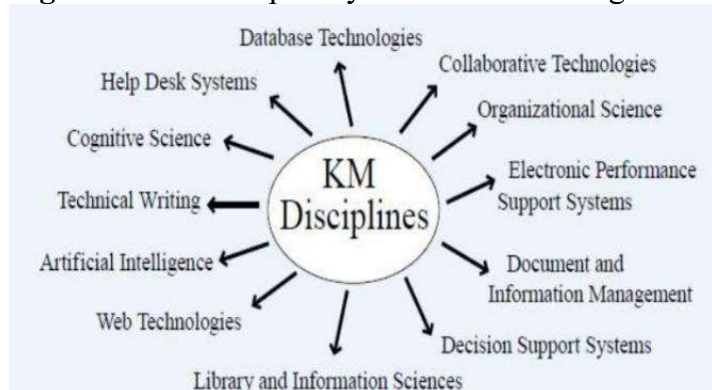 Database Technologies
Collaborative Technologies
Help Desk Systems
Organizational Science
Cognitive Science
Electronic Performance
Support Systems
KM
Disciplines
Technical Writing
Artificial Intelligence
Document and
Information Management
Web Technologies
Decision Support Systems
Library and Information Sciences